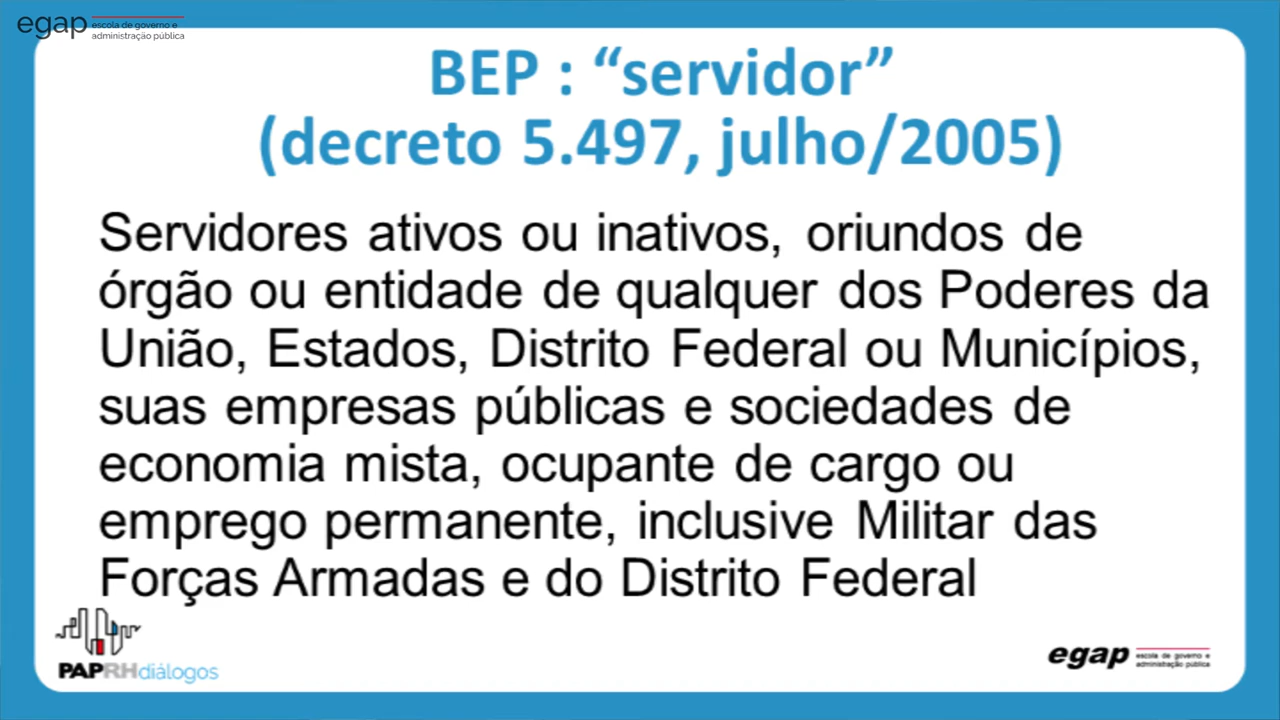 egap escola de governo e
administração pública
BEP : “servidor”
(decreto 5.497, julho/2005)
Servidores ativos ou inativos, oriundos de
órgão ou entidade de qualquer dos Poderes da
União, Estados, Distrito Federal ou Municípios,
suas empresas públicas e sociedades de
economia mista, ocupante de cargo ou
emprego permanente, inclusive Militar das
Forças Armadas e do Distrito Federal
PAPRHdiálogos
egap escola de governo e
administração pública